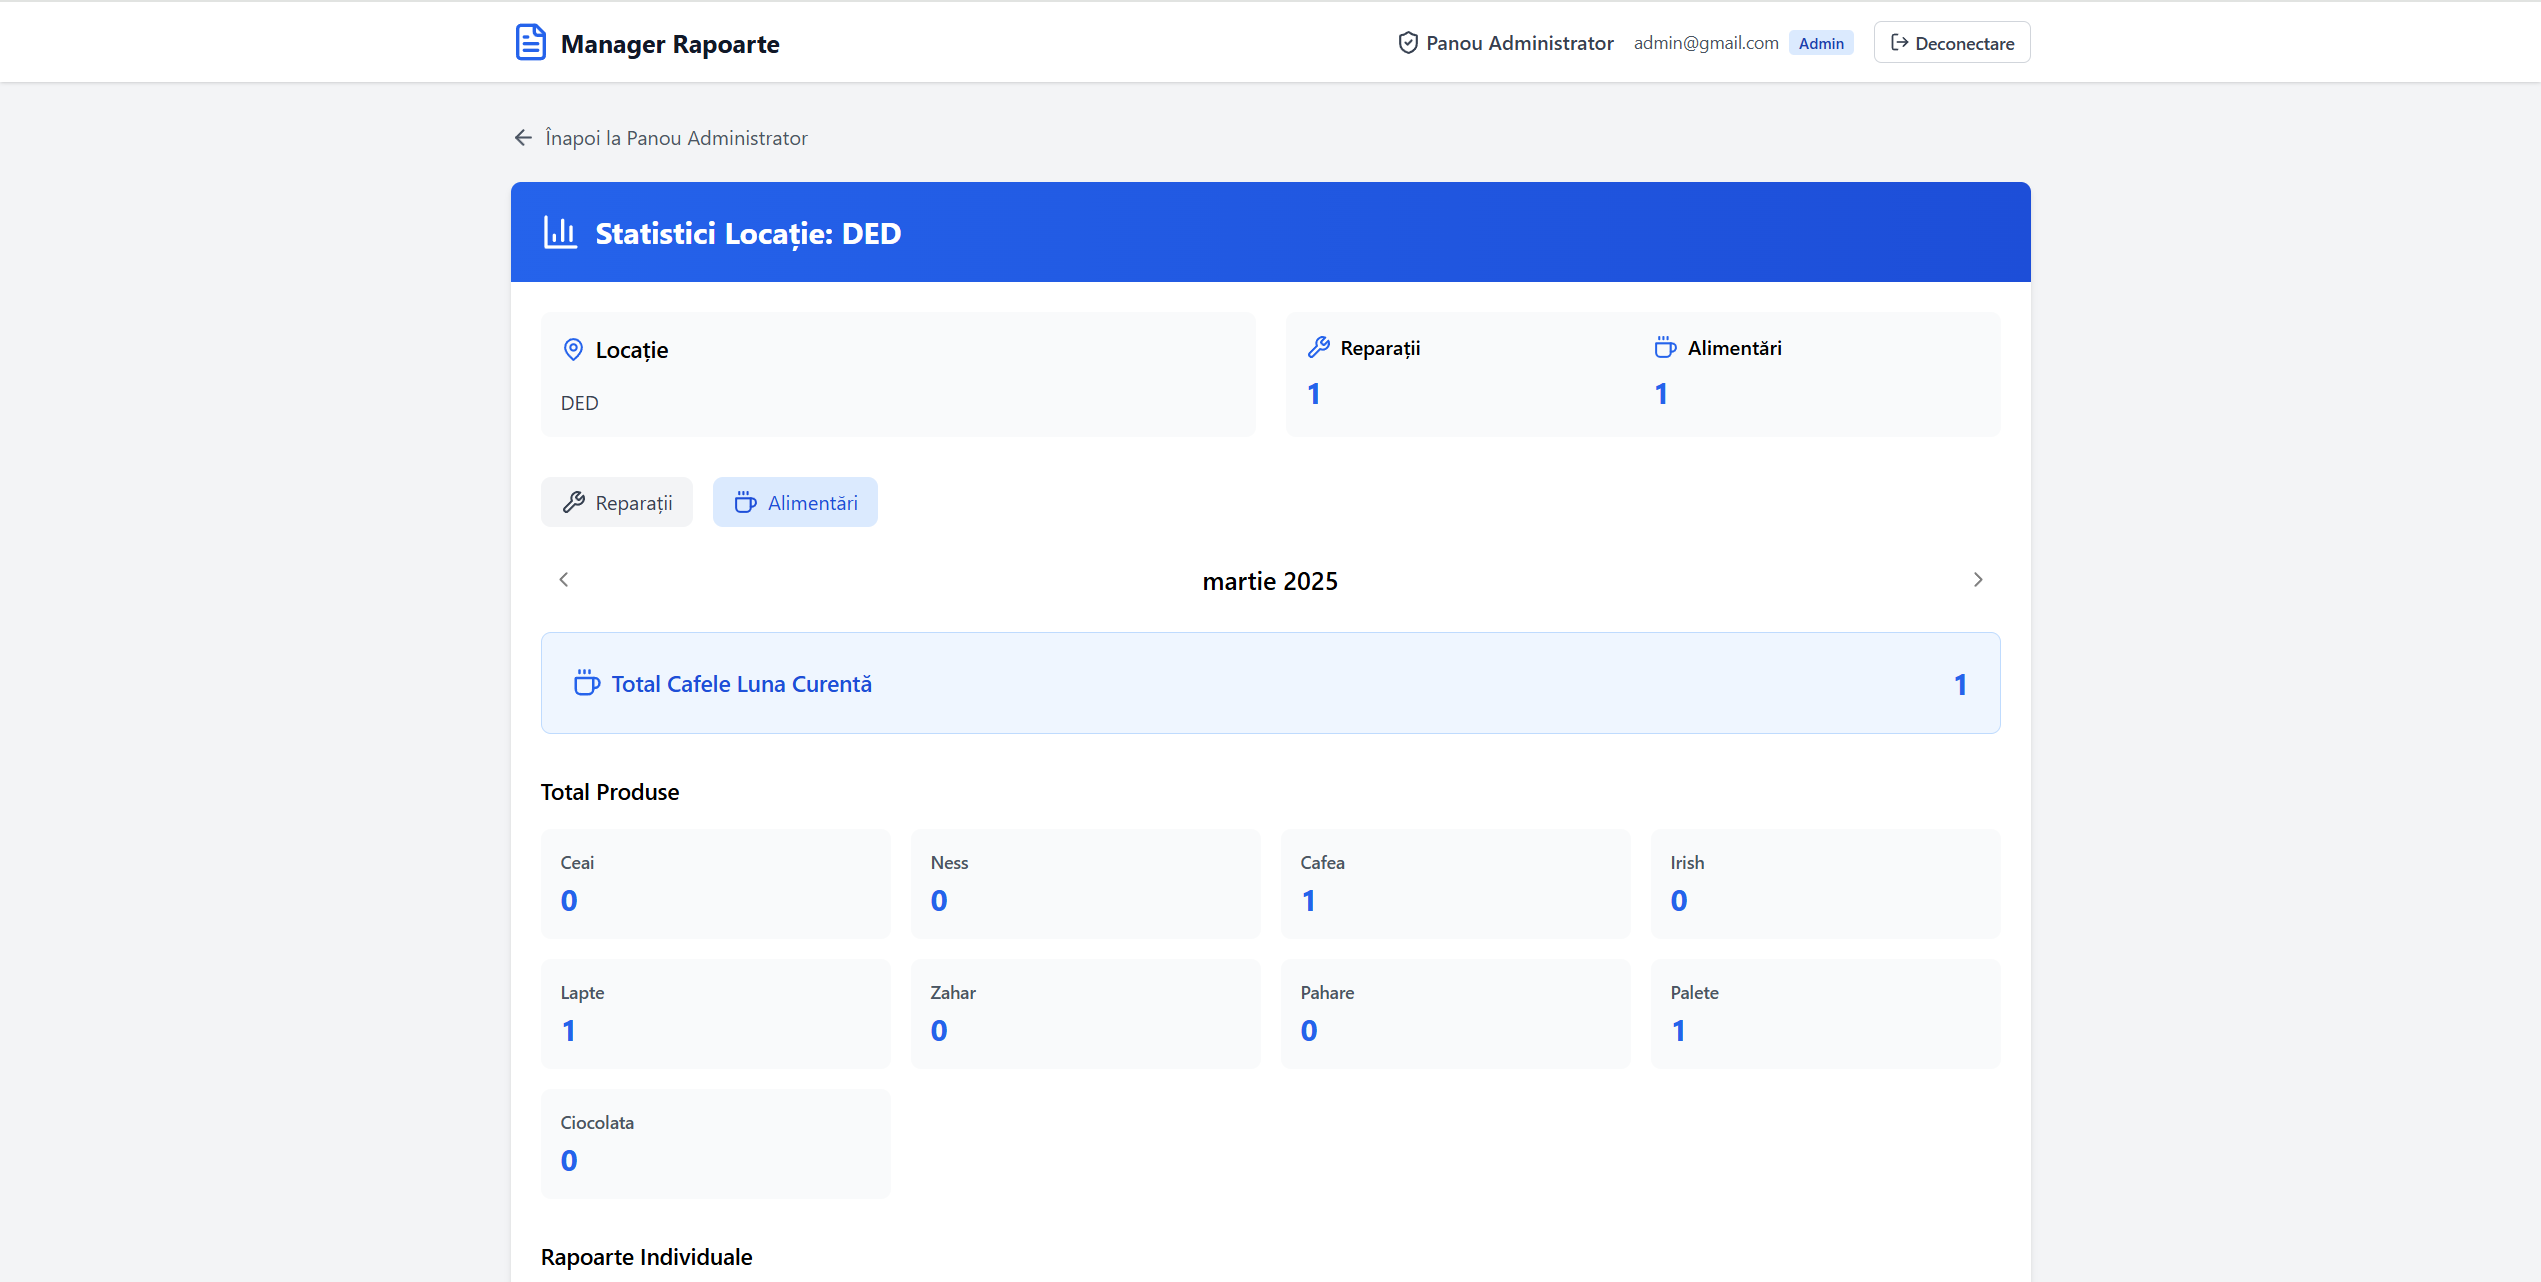 Manager Rapoarte
Panou Administrator admin@gmail.com Admin Deconectare
Înapoi la Panou Administrator
Statistici Locație: DED
Locație
DED
Reparații Alimentări
1 1
Reparații Alimentări
martie 2025
Total Cafele Luna Curentă 1
Total Produse
Ceai Ness Cafea Irish
0 0 1 0
Lapte Zahar Pahare Palete
1 0 0 1
Ciocolata
0
Rapoarte Individuale